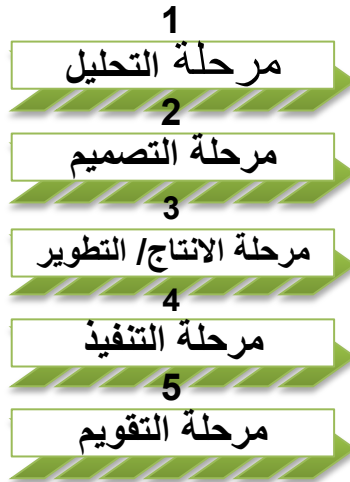 1
مرحلة التحليل
2
مرحلة التصميم
3
مرحلة الانتاج/ التطوير
4
مرحلة التنفيذ
5
مرحلة التقويم